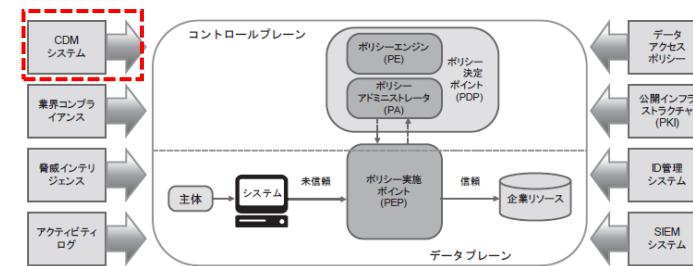 CDM
システム
業界コンプラ
イアンス
脅威インテリ
ジェンス
アクティビティ
ログ
コントロールプレーン
ポリシーエンジン
(PE)
ポリシー
アドミニストレータ
(PA)
ポリシー
決定
ポイント
(PDP)
主体
システム
未信頼
ポリシー実施
ポイント
(PEP)
信頼
企業リソース
データプレーン
データ
アクセス
ポリシー
公開インフラ
ストラクチャ
(PKI)
ID管理
システム
SIEM
システム